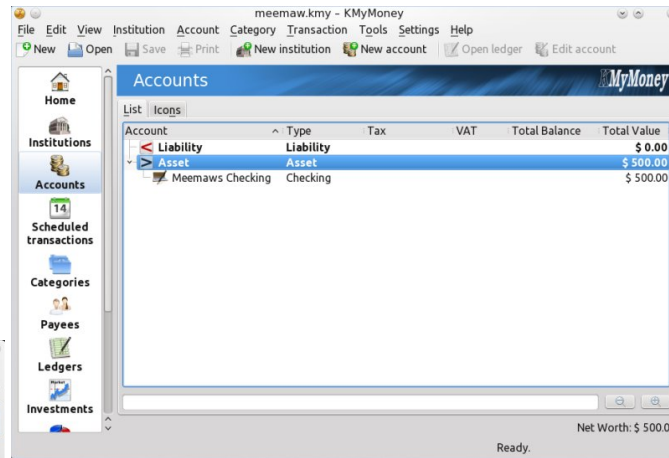 meemaw.kmy – KMyMoney
File Edit View Institution Account Category Transaction Tools Settings Help
New Open Save Print New institution New account Open ledger Edit account
Home
Institutions
Accounts
14
Scheduled
transactions
Categories
Payees
Ledgers
Market
Investments
Accounts
KMyMoney
List Icons
Account Type Tax VAT Total Balance Total Value
Liability Liability $ 0.00
Asset Asset $ 500.00
Meemaws Checking Checking $ 500.00
Net Worth: $ 500.0
Ready.